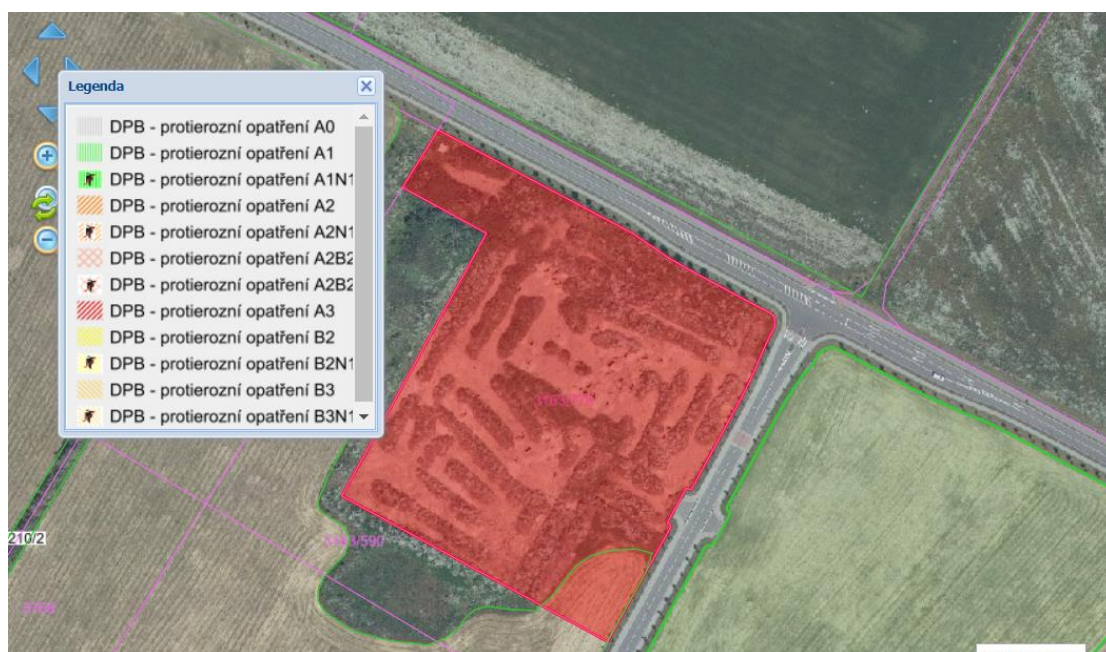 Legenda
DPB - protierozní opatření A0
DPB - protierozní opatření A1
DPB - protierozní opatření A1N1
DPB - protierozní opatření A2
DPB - protierozní opatření A2N1
DPB - protierozní opatření A2B2
DPB - protierozní opatření A2B2
DPB - protierozní opatření A3
DPB - protierozní opatření B2
DPB - protierozní opatření B2N1
DPB - protierozní opatření B3
DPB - protierozní opatření B3N1
210/2